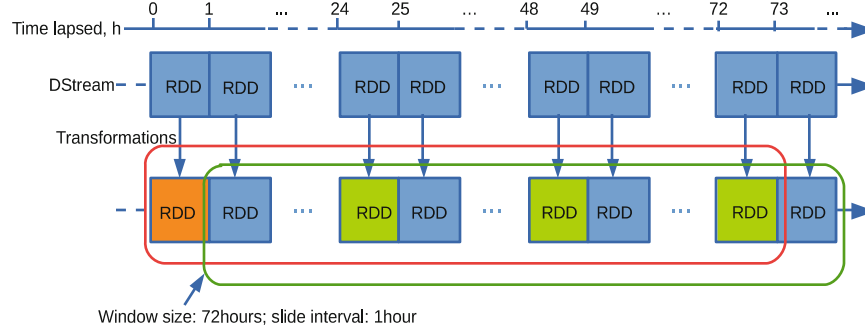 0 1 ... 24 25 ... 48 49 ... 72 73 ...
Time lapsed, h
DStream RDD RDD ... RDD RDD ... RDD RDD ... RDD RDD
Transformations
RDD RDD ... RDD RDD ... RDD RDD ... RDD RDD
Window size: 72hours; slide interval: 1hour